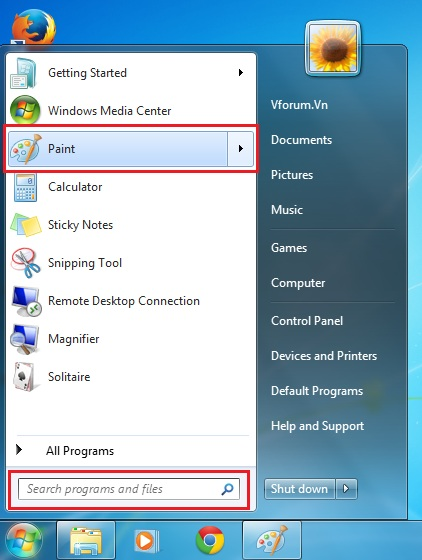 Getting Started
Windows Media Center
Paint
Calculator
Sticky Notes
Snipping Tool
Remote Desktop Connection
Magnifier
Solitaire
All Programs
Search programs and files
Vforum.Vn
Documents
Pictures
Music
Games
Computer
Control Panel
Devices and Printers
Default Programs
Help and Support
Shut down